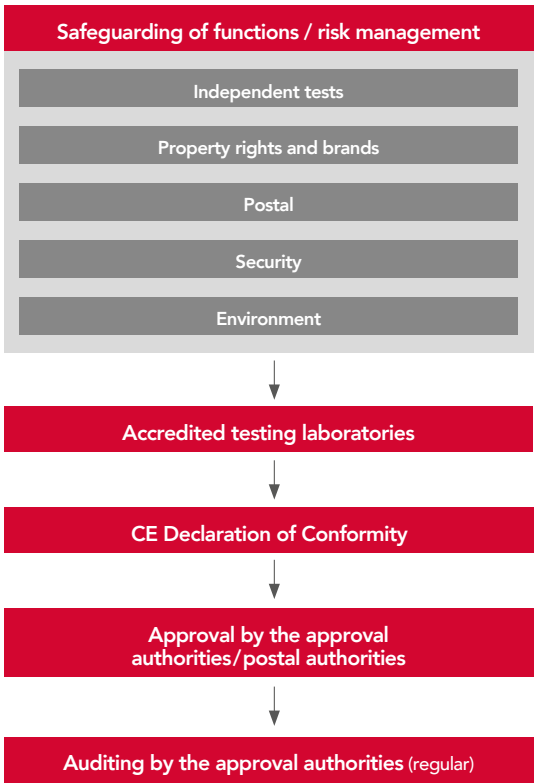 Safeguarding of functions / risk management
Independent tests
Property rights and brands
Postal
Security
Environment
Accredited testing laboratories
CE Declaration of Conformity
Approval by the approval
authorities/postal authorities
Auditing by the approval authorities (regular)